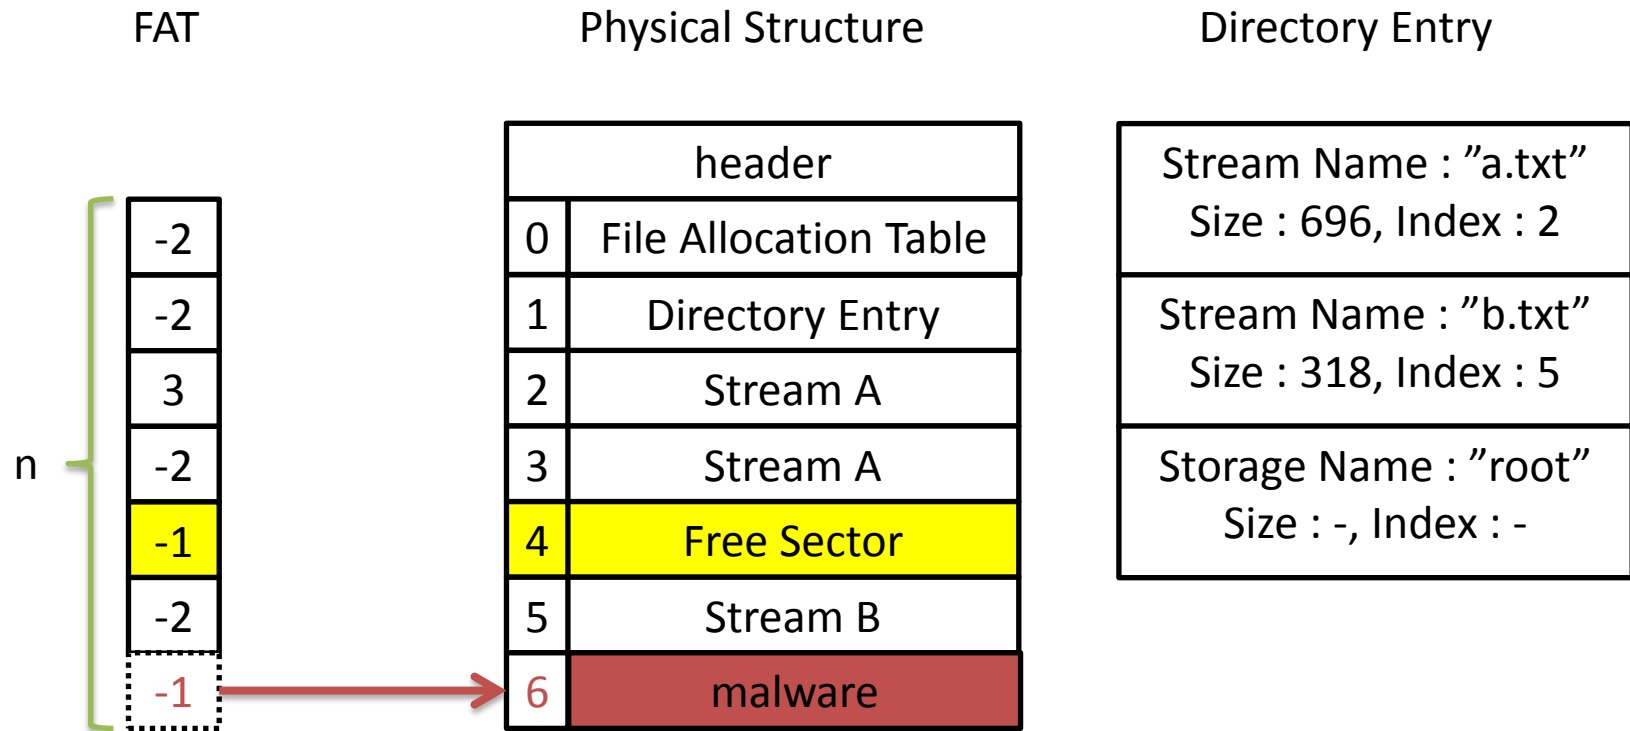 FAT
Physical Structure
Directory Entry
n
-2
-2
3
-2
-1
-2
-1
header
0 File Allocation Table
1 Directory Entry
2 Stream A
3 Stream A
4 Free Sector
5 Stream B
6 malware
Stream Name : ”a.txt”
Size : 696, Index : 2
Stream Name : ”b.txt”
Size : 318, Index : 5
Storage Name : ”root”
Size : -, Index : -